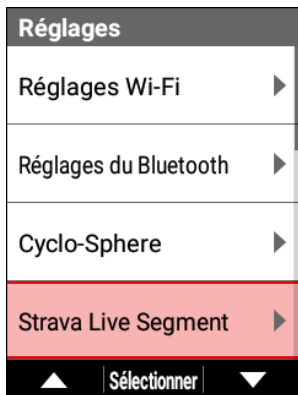 Réglages
Réglages Wi-Fi
Réglages du Bluetooth
Cyclo-Sphere
Strava Live Segment
Sélectionner